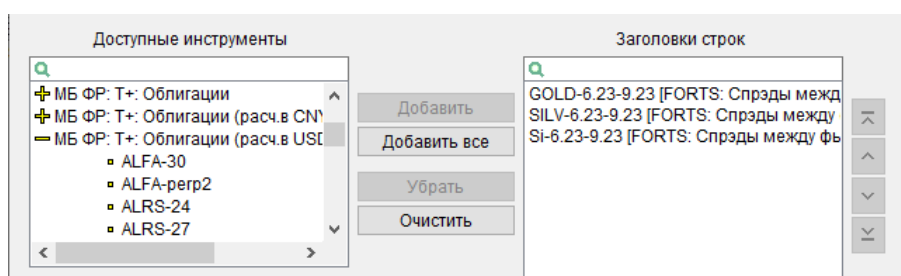 Доступные инструменты
МБ ФР: Т+: Облигации
МБ ФР: Т+: Облигации (расч.в CNY
МБ ФР: Т+: Облигации (расч.в USD
ALFA-30
ALFA-perp2
ALRS-24
ALRS-27
Добавить
Добавить все
Убрать
Очистить
Заголовки строк
GOLD-6.23-9.23 [FORTS: Спрэды межд
SILV-6.23-9.23 [FORTS: Спрэды между
Si-6.23-9.23 [FORTS: Спрэды между фь